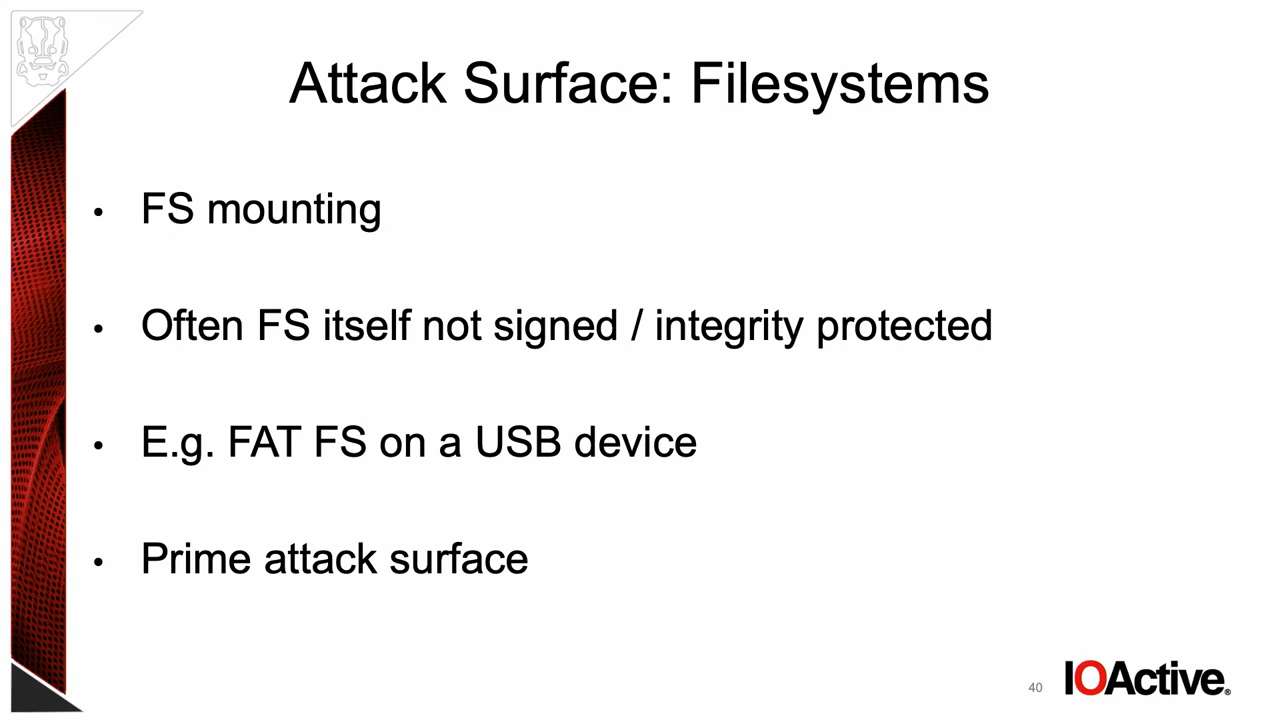 Attack Surface: Filesystems
• FS mounting
• Often FS itself not signed / integrity protected
• E.g. FAT FS on a USB device
• Prime attack surface
40
IOActive®